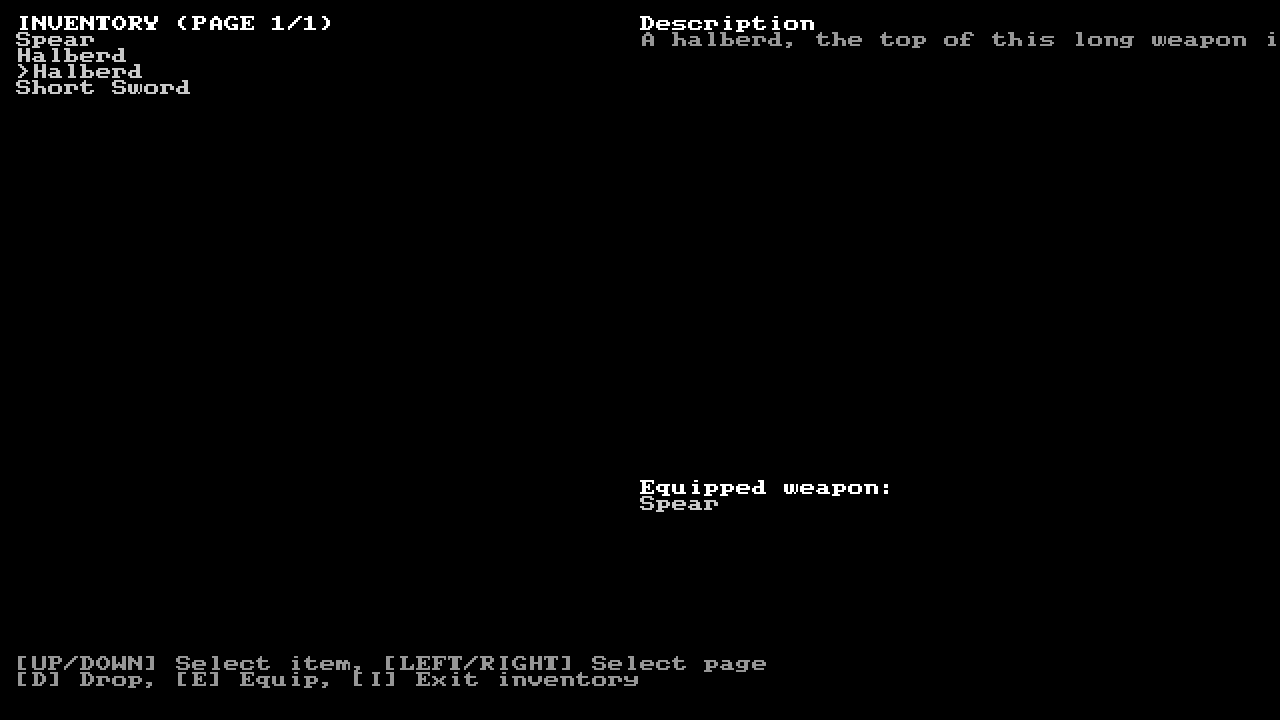 INVENTORY (PAGE 1/1)
Spear
Halberd
>Halberd
Short Sword
Description
A halberd, the top of this long weapon i
Equipped weapon:
Spear
[UP/DOWN] Select item, [LEFT/RIGHT] Select page
[D] Drop, [E] Equip, [I] Exit inventory